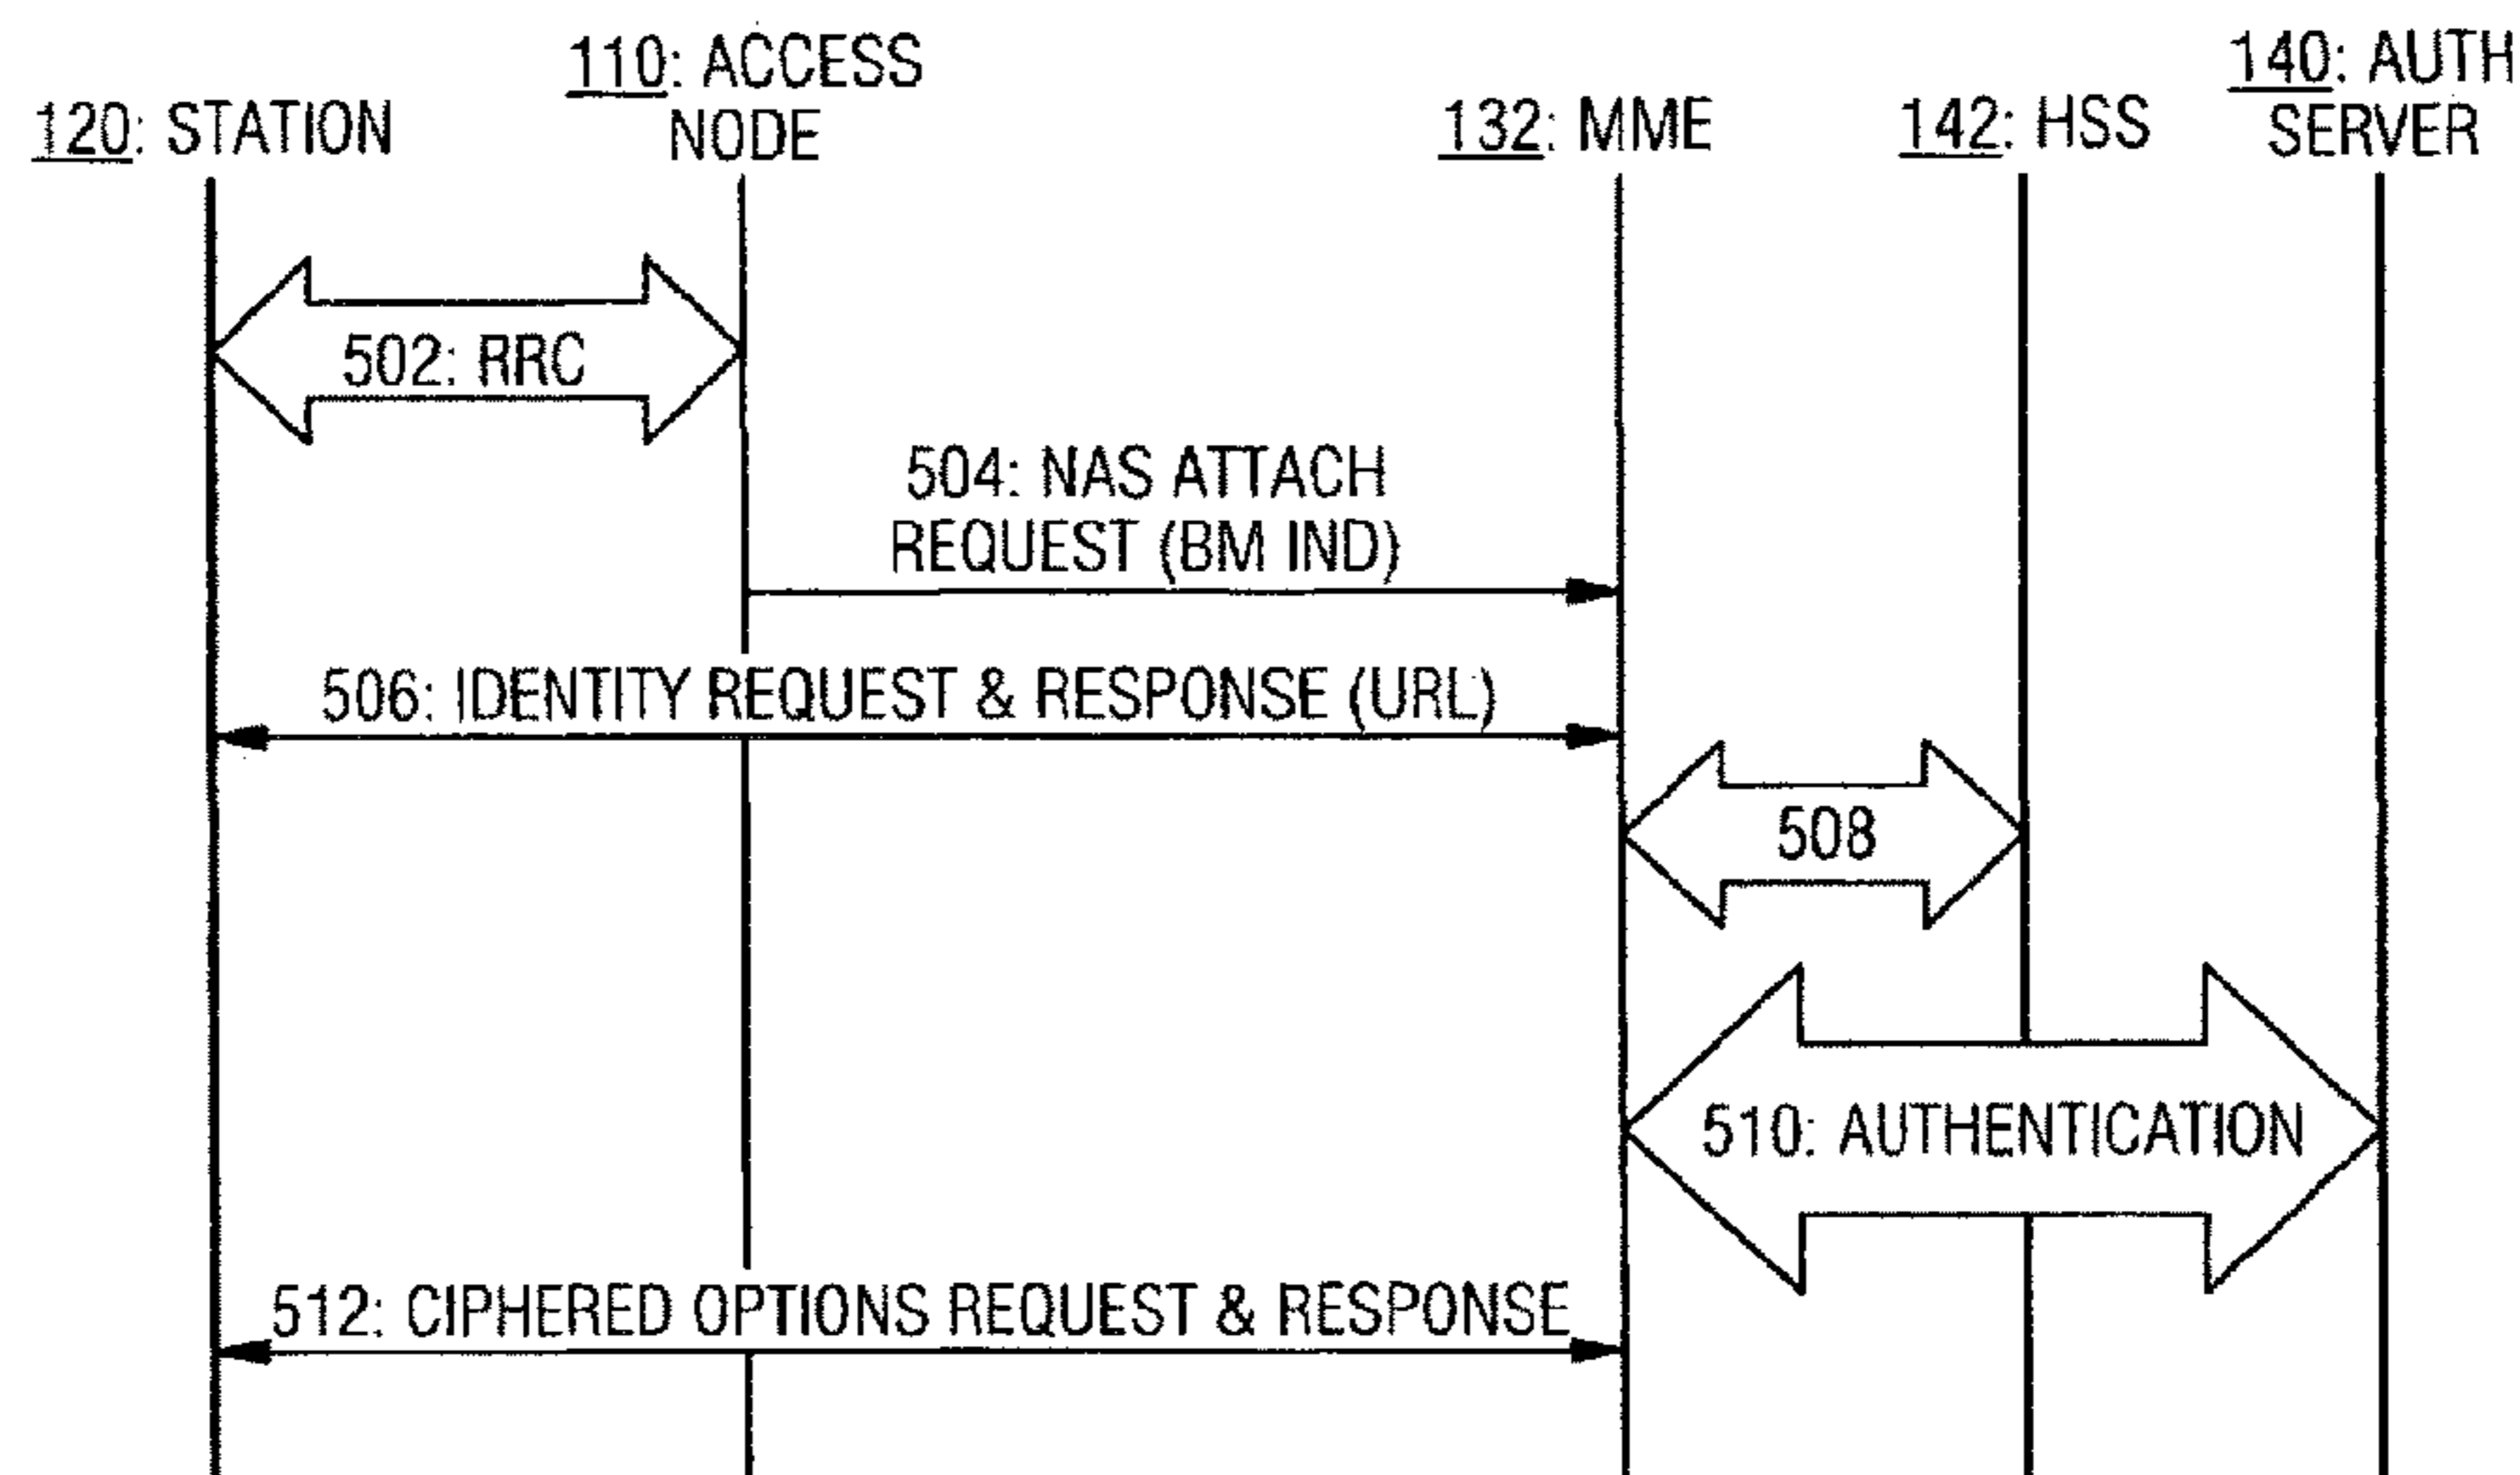 120: STATION
110: ACCESS
NODE
132: MME
142: HSS
140: AUTH
SERVER
502: RRC
504: NAS ATTACH
REQUEST (BM IND)
506: IDENTITY REQUEST & RESPONSE (URL)
508
510: AUTHENTICATION
512: CIPHERED OPTIONS REQUEST & RESPONSE